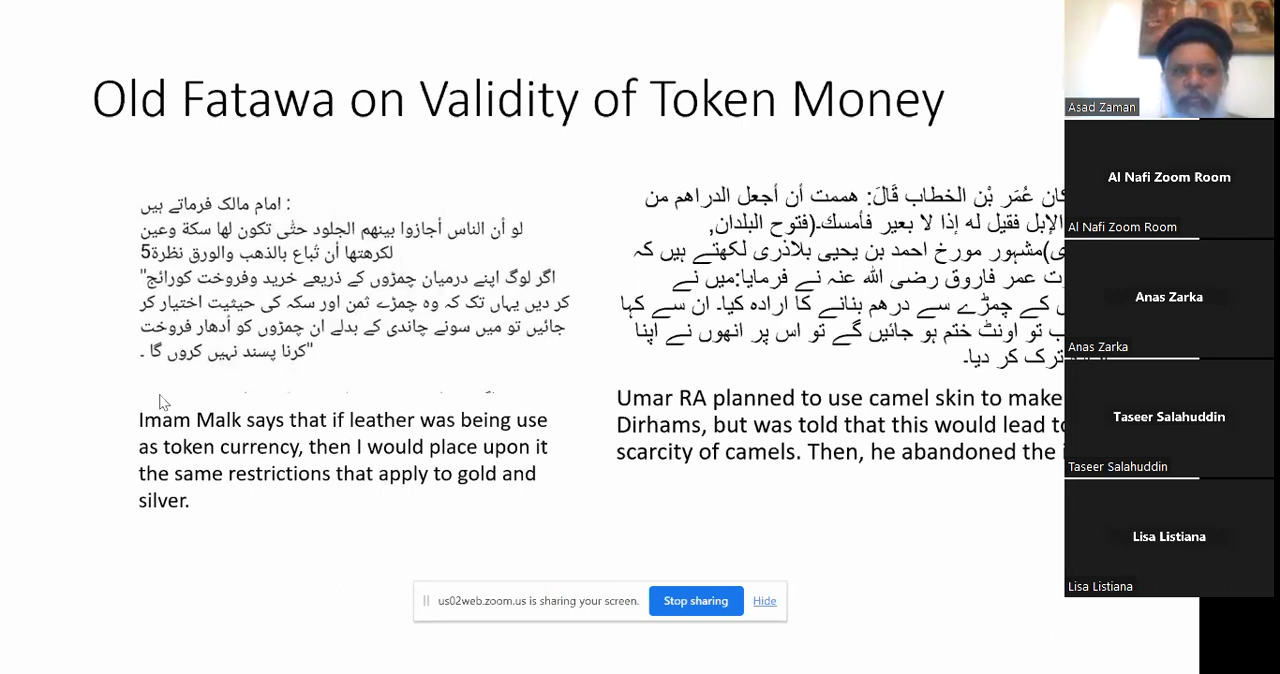 Old Fatawa on Validity of Token Money
امام مالک فرماتے ہیں :
لو أن الناس أجازوا بينهم الجلود حتّى تكون لها سكة وعين
لكرهتها أن تُباع بالذهب والورق نظرة5
"اگر لوگ اپنے درمیان چمڑوں کے ذریعے خرید وفروخت کورائج
کر دیں یہاں تک کہ وہ چمڑے ثمن اور سکہ کی حیثیت اختیار کر
جائیں تو میں سونے چاندی کے بدلے ان چمڑوں کو اُدھار فروخت
کرنا پسند نہیں کروں گا ۔"
Imam Malk says that if leather was being use
as token currency, then I would place upon it
the same restrictions that apply to gold and
silver.
كان عُمَر بْن الخطاب قَالَ: هممت أن أجعل الدراهم من
الإبل فقيل له إذا لا بعير فأمسك۔(فتوح البلدان,
مشہور مورخ احمد بن یحیی بلاذری لکھتے ہیں کہ
عمر فاروق رضی اللہ عنہ نے فرمایا:میں نے
کے چمڑے سے درھم بنانے کا ارادہ کیا۔ ان سے کہا
تو اونٹ ختم ہو جائیں گے تو اس پر انھوں نے اپنا
ترک کر دیا۔
Umar RA planned to use camel skin to make
Dirhams, but was told that this would lead to
scarcity of camels. Then, he abandoned the
us02web.zoom.us is sharing your screen.
Stop sharing
Hide
Asad Zaman
Al Nafi Zoom Room
Al Nafi Zoom Room
Anas Zarka
Anas Zarka
Taseer Salahuddin
Taseer Salahuddin
Lisa Listiana
Lisa Listiana